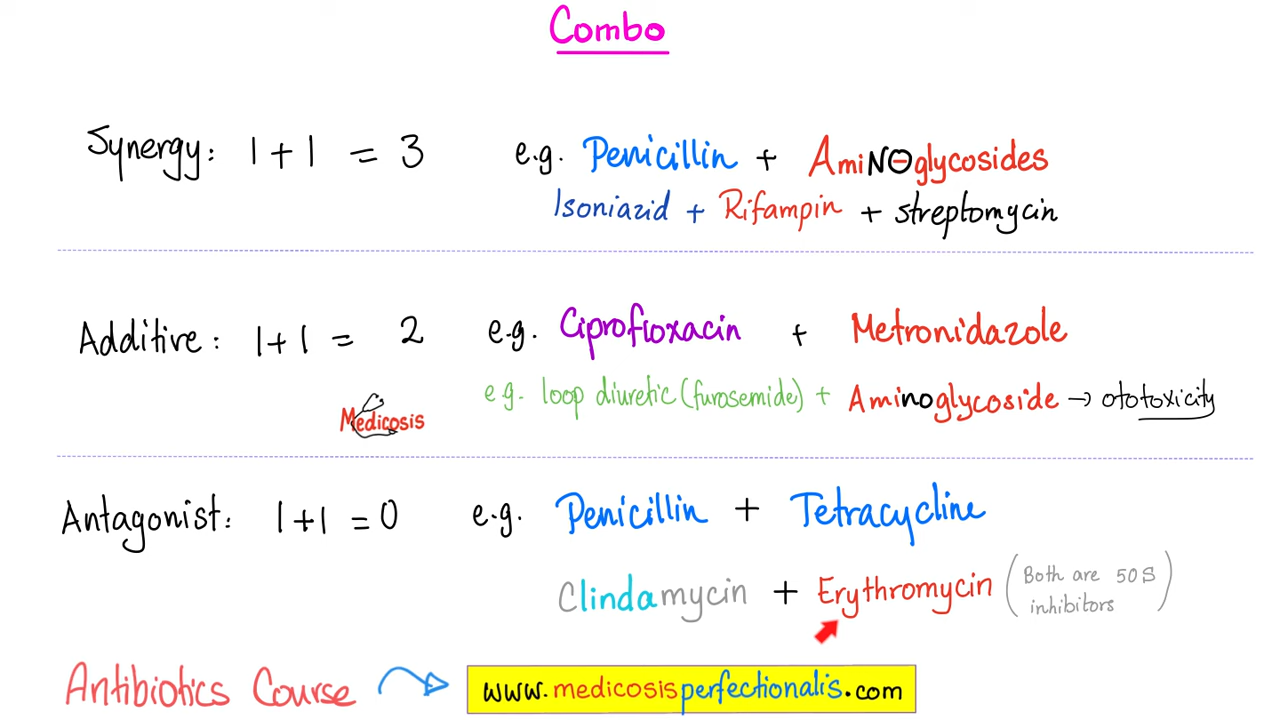 Combo
Synergy: 1 + 1 = 3 e.g. Penicillin + Aminoglycosides
Isoniazid + Rifampin + streptomycin
Additive: 1 + 1 = 2 e.g. Ciprofloxacin + Metronidazole
e.g. loop diuretic (furosemide) + Aminoglycoside → ototoxicity
Medicosis
Antagonist: 1 + 1 = 0 e.g. Penicillin + Tetracycline
Clindamycin + Erythromycin (Both are 50S
inhibitors)
Antibiotics Course
www.medicosisperfectionalis.com